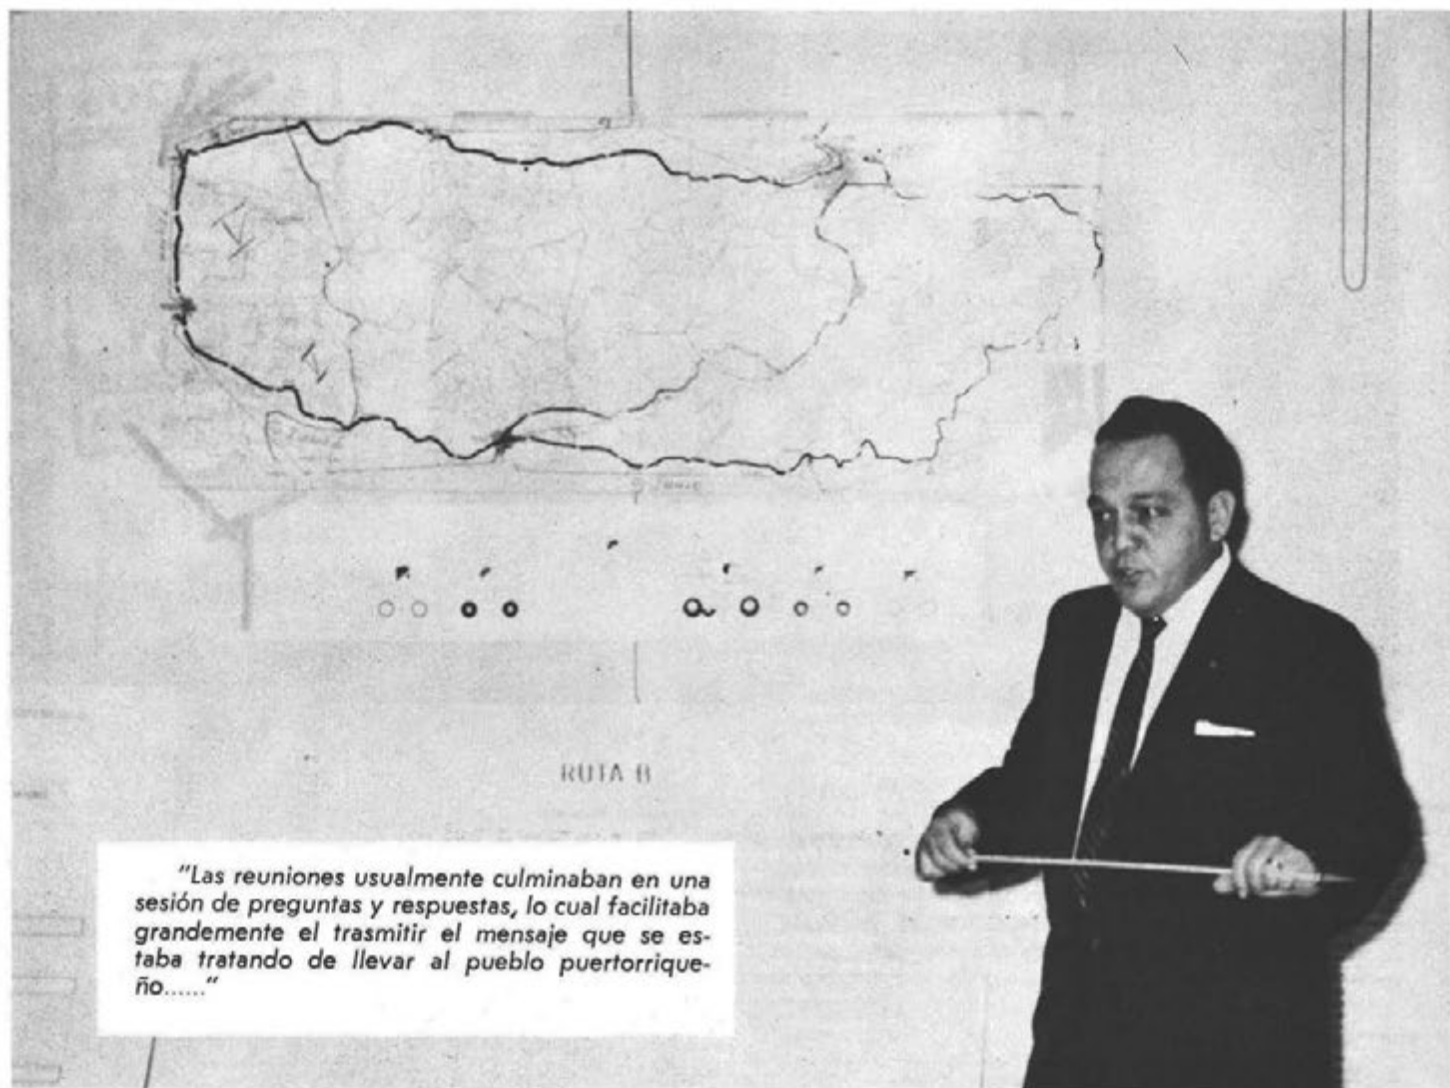 RUTA B
"Las reuniones usualmente culminaban en una
sesión de preguntas y respuestas, lo cual facilitaba
grandemente el trasmitir el mensaje que se es-
taba tratando de llevar al pueblo puertorrique-
ño......"